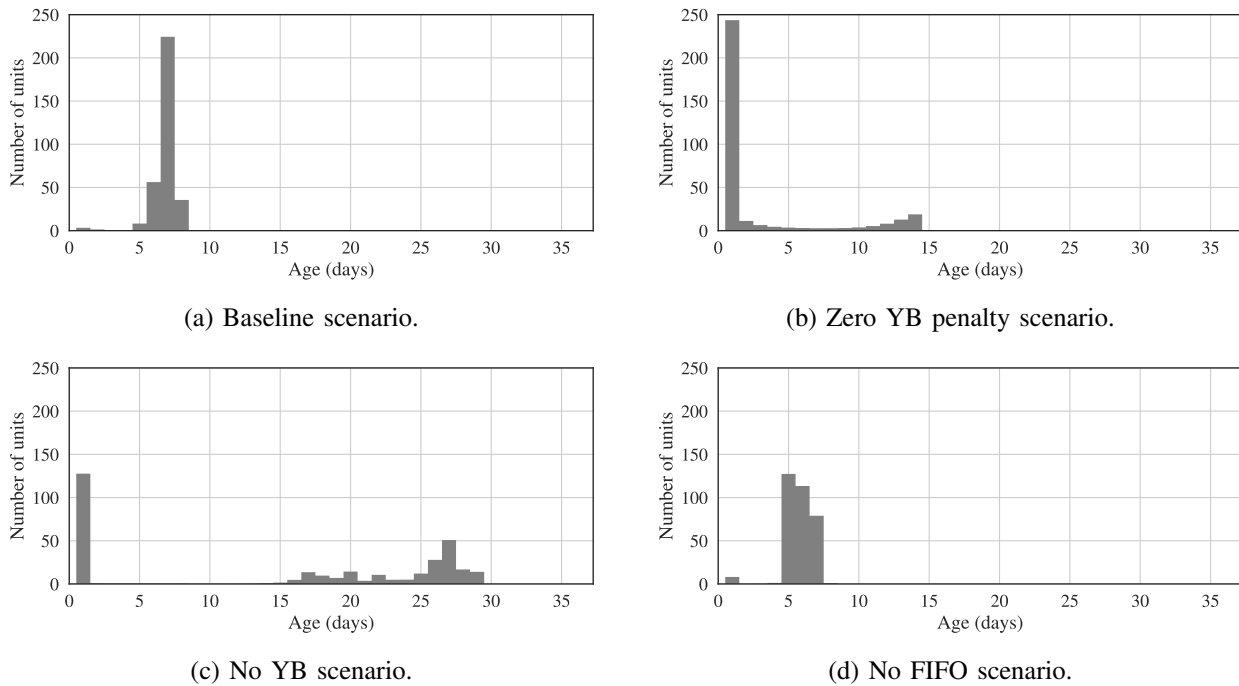 250
200
150
100
50
0
Number of units
0 5 10 15 20 25 30 35
Age (days)
(a) Baseline scenario.
250
200
150
100
50
0
Number of units
0 5 10 15 20 25 30 35
Age (days)
(b) Zero YB penalty scenario.
250
200
150
100
50
0
Number of units
0 5 10 15 20 25 30 35
Age (days)
(c) No YB scenario.
250
200
150
100
50
0
Number of units
0 5 10 15 20 25 30 35
Age (days)
(d) No FIFO scenario.